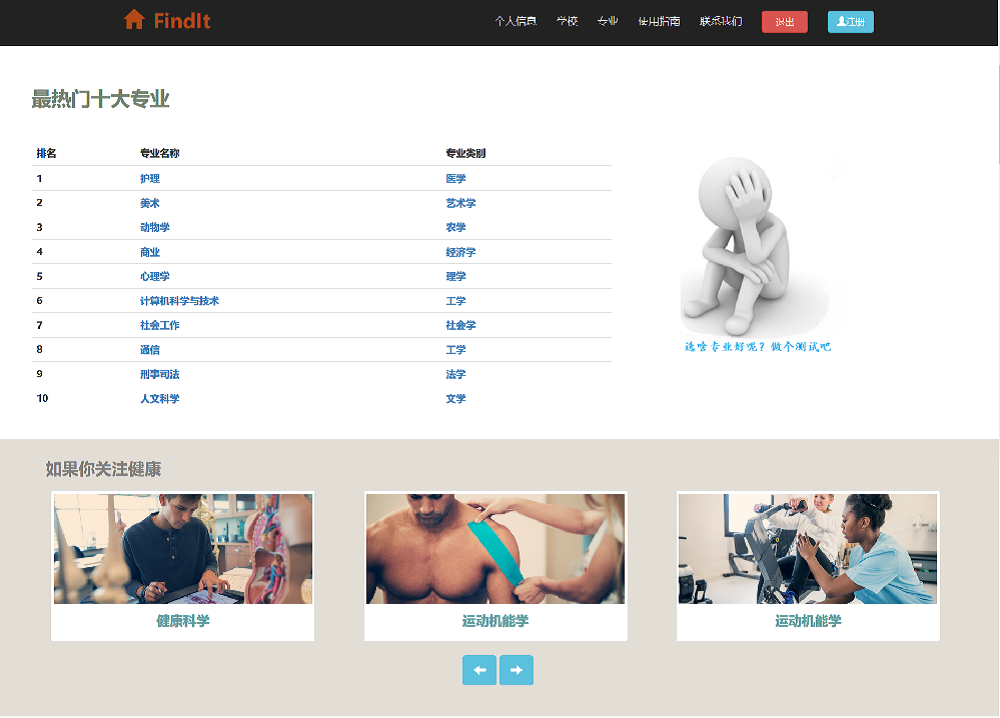 FindIt 个人信息 学校 专业 使用指南 联系我们 退出 注册
最热门十大专业
排名 专业名称 专业类别
1 护理 医学
2 美术 艺术学
3 动物学 农学
4 商业 经济学
5 心理学 理学
6 计算机科学与技术 工学
7 社会工作 社会学
8 通信 工学
9 刑事司法 法学
10 人文科学 文学
选啥专业好呢?做个测试吧
如果你关注健康
健康科学 运动机能学 运动机能学